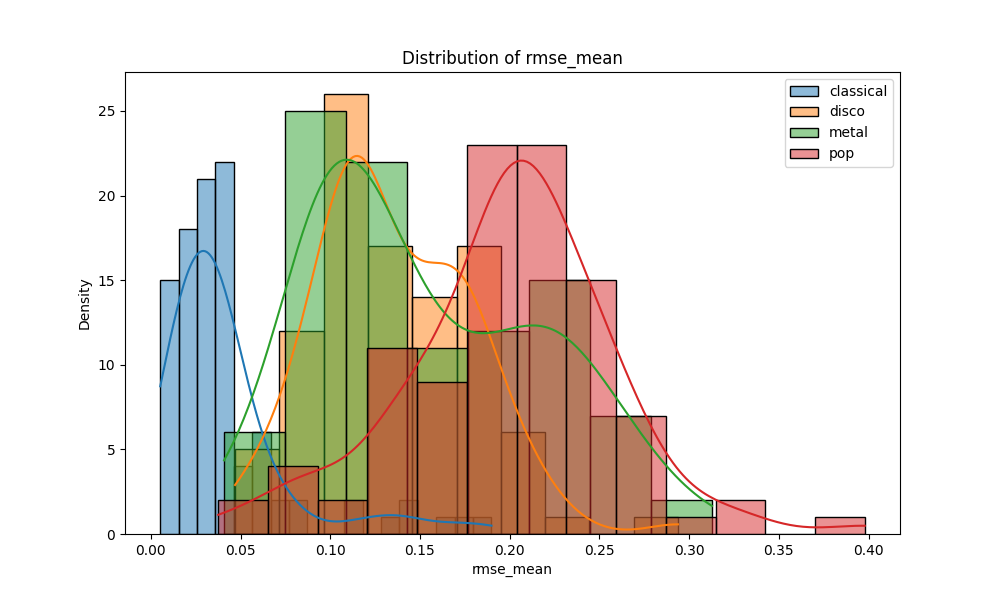 Distribution of rmse_mean
classical
disco
metal
pop
Density
25
20
15
10
5
0
0.00 0.05 0.10 0.15 0.20 0.25 0.30 0.35 0.40
rmse_mean